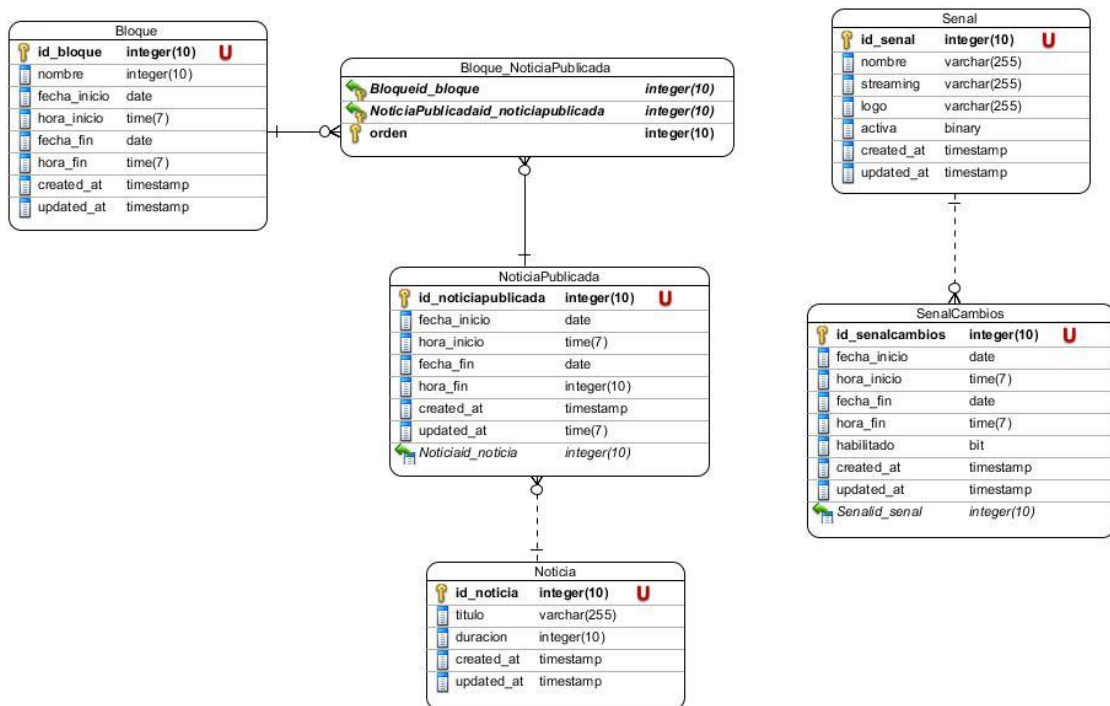 Bloque
id_bloque integer(10) U
nombre integer(10)
fecha_inicio date
hora_inicio time(7)
fecha_fin date
hora_fin time(7)
created_at timestamp
updated_at timestamp
Bloque_NoticiaPublicada
Bloqueid_bloque integer(10)
NoticiaPublicadaid_noticiapublicada integer(10)
orden integer(10)
Senal
id_senal integer(10) U
nombre varchar(255)
streaming varchar(255)
logo varchar(255)
activa binary
created_at timestamp
updated_at timestamp
NoticiaPublicada
id_noticiapublicada integer(10) U
fecha_inicio date
hora_inicio time(7)
fecha_fin date
hora_fin integer(10)
created_at timestamp
updated_at time(7)
Noticiaid_noticia integer(10)
SenalCambios
id_senalcambios integer(10) U
fecha_inicio date
hora_inicio time(7)
fecha_fin date
hora_fin time(7)
habilitado bit
created_at timestamp
updated_at timestamp
Senalid_senal integer(10)
Noticia
id_noticia integer(10) U
titulo varchar(255)
duracion integer(10)
created_at timestamp
updated_at timestamp